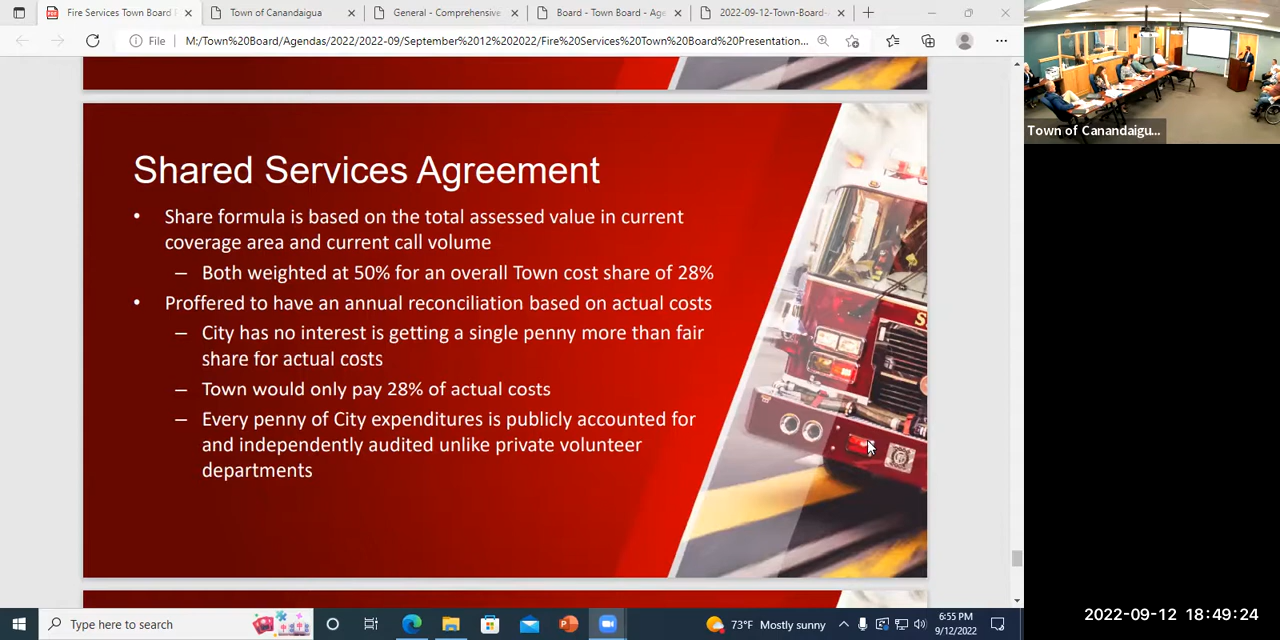 Fire Services Town Board
Town of Canandaigua
General - Comprehensive
Board - Town Board - Age
2022-09-12-Town-Board-
File
M:/Town%20Board/Agendas/2022/2022-09/September%2012%202022/Fire%20Services%20Town%20Board%20Presentation...
Town of Canandaigu...
Shared Services Agreement
• Share formula is based on the total assessed value in current
coverage area and current call volume
– Both weighted at 50% for an overall Town cost share of 28%
• Proffered to have an annual reconciliation based on actual costs
– City has no interest is getting a single penny more than fair
share for actual costs
– Town would only pay 28% of actual costs
– Every penny of City expenditures is publicly accounted for
and independently audited unlike private volunteer
departments
Type here to search
73°F Mostly sunny
6:55 PM
9/12/2022
2022-09-12 18:49:24